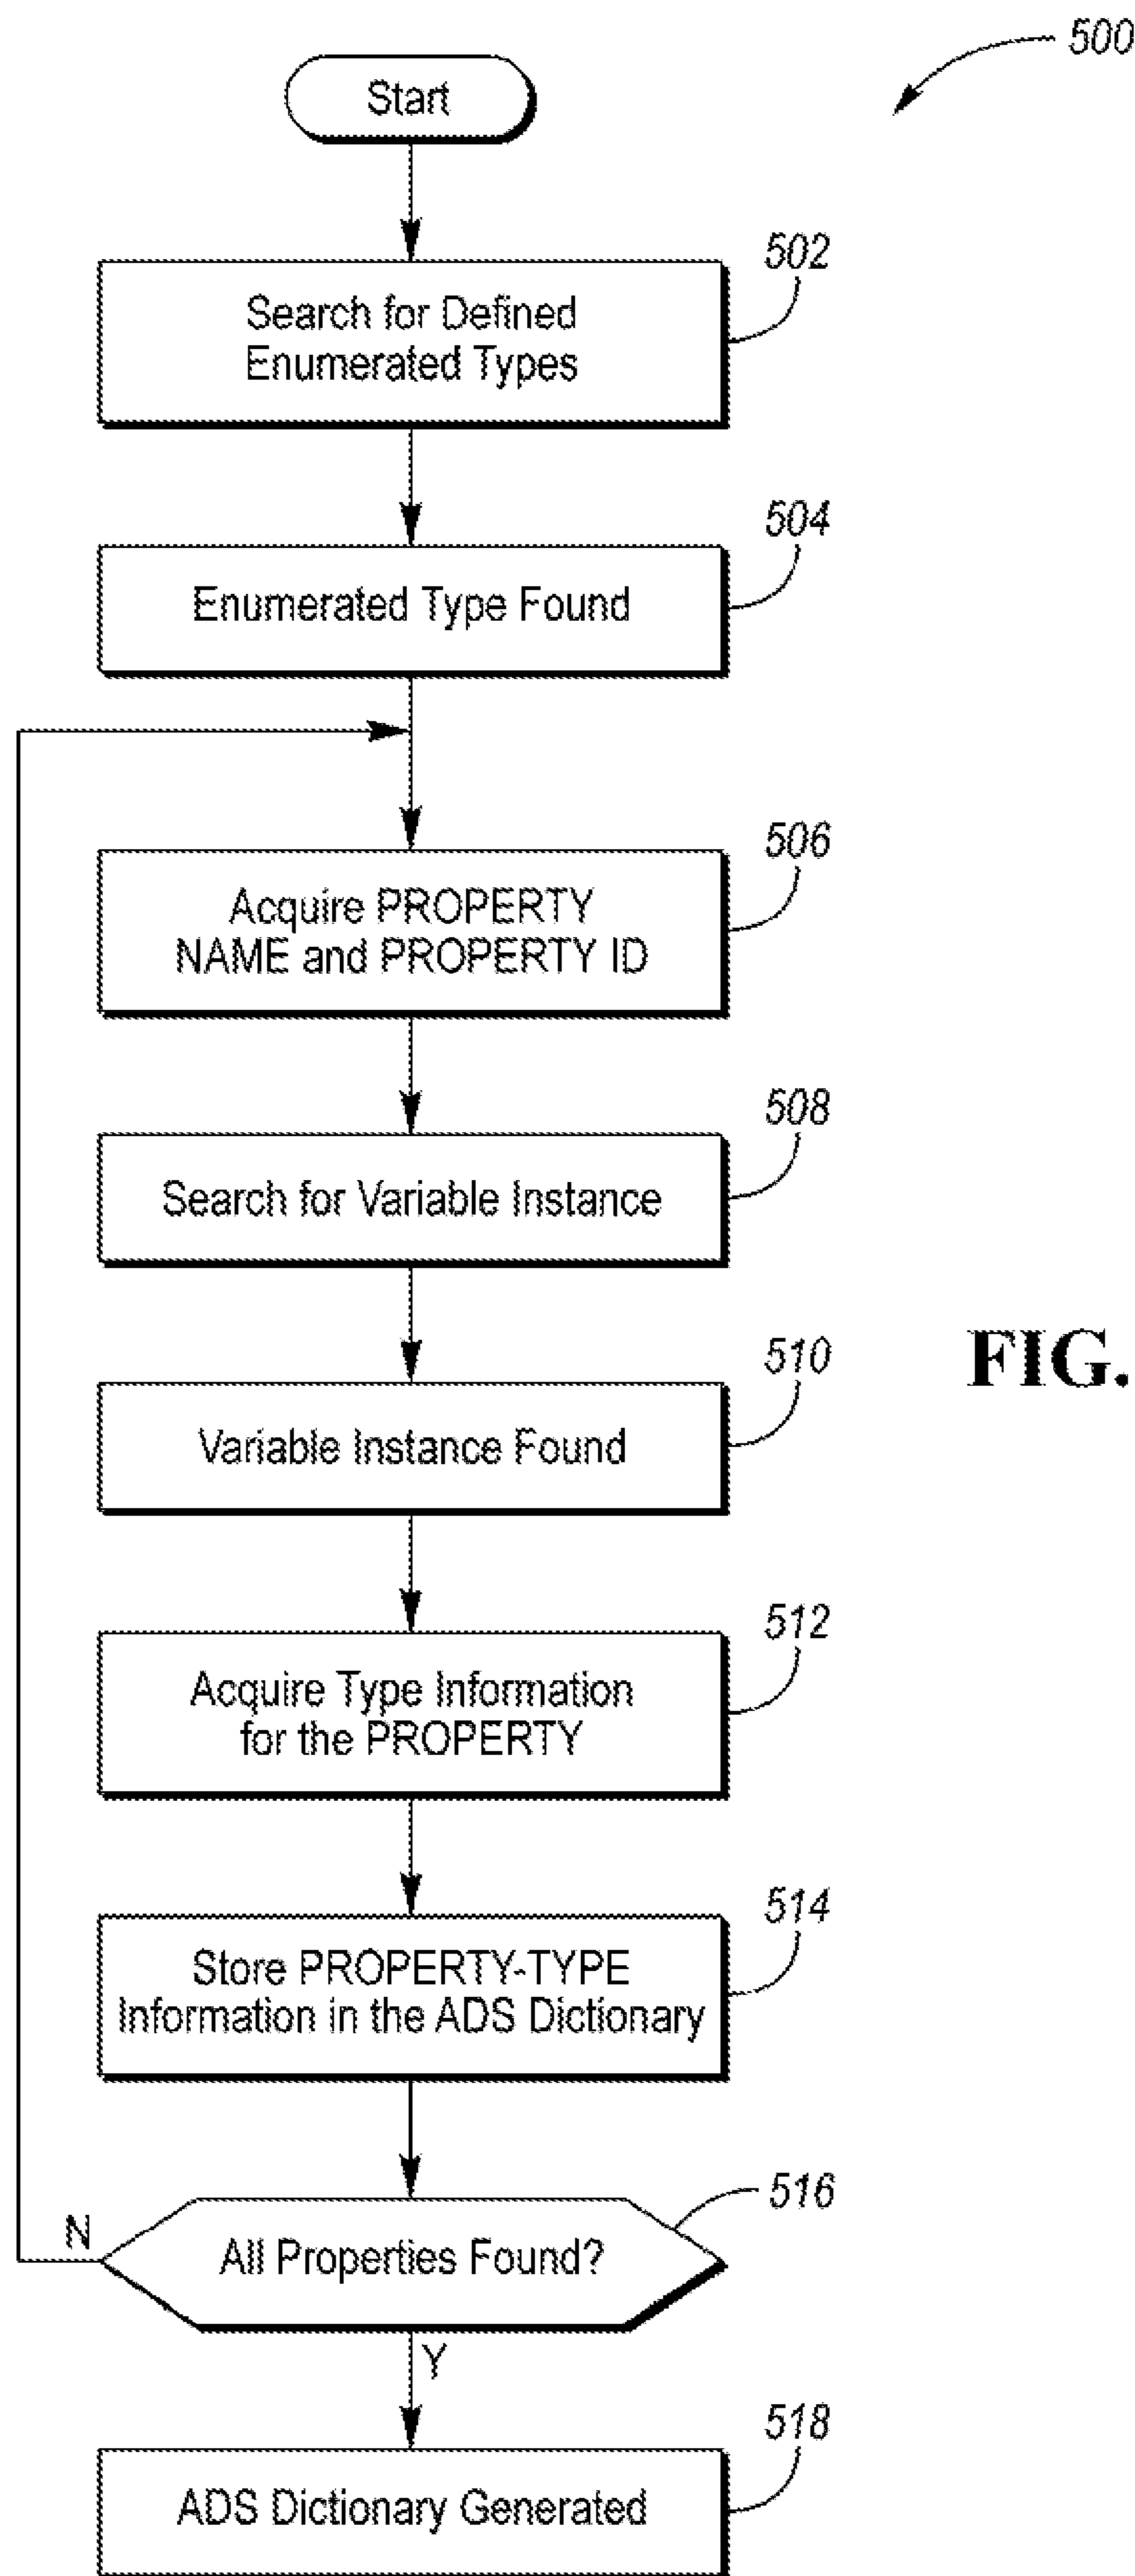 500
Start
502
Search for Defined
Enumerated Types
504
Enumerated Type Found
506
Acquire PROPERTY
NAME and PROPERTY ID
508
Search for Variable Instance
510
FIG.
Variable Instance Found
512
Acquire Type Information
for the PROPERTY
514
Store PROPERTY-TYPE
Information in the ADS Dictionary
516
N
All Properties Found?
Y
518
ADS Dictionary Generated